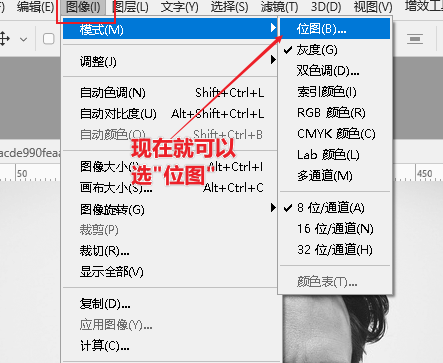 编辑(E) 图像(I) 图层(L) 文字(Y) 选择(S) 滤镜(T) 3D(D) 视图(V) 增效工
模式(M)
调整(J)
自动色调(N) Shift+Ctrl+L
自动对比度(U) Alt+Shift+Ctrl+L
自动颜色(O) Shift+Ctrl+B
图像大小(I)... Alt+Ctrl+I
画布大小(S)... Alt+Ctrl+C
图像旋转(G)
裁剪(P)
裁切(R)...
显示全部(V)
复制(D)...
应用图像(Y)...
计算(C)...
位图(B)...
灰度(G)
双色调(D)...
索引颜色(I)
RGB 颜色(R)
CMYK 颜色(C)
Lab 颜色(L)
多通道(M)
8 位/通道(A)
16 位/通道(N)
32 位/通道(H)
颜色表(T)...
现在就可以
选"位图"
acde990feaa
50
450